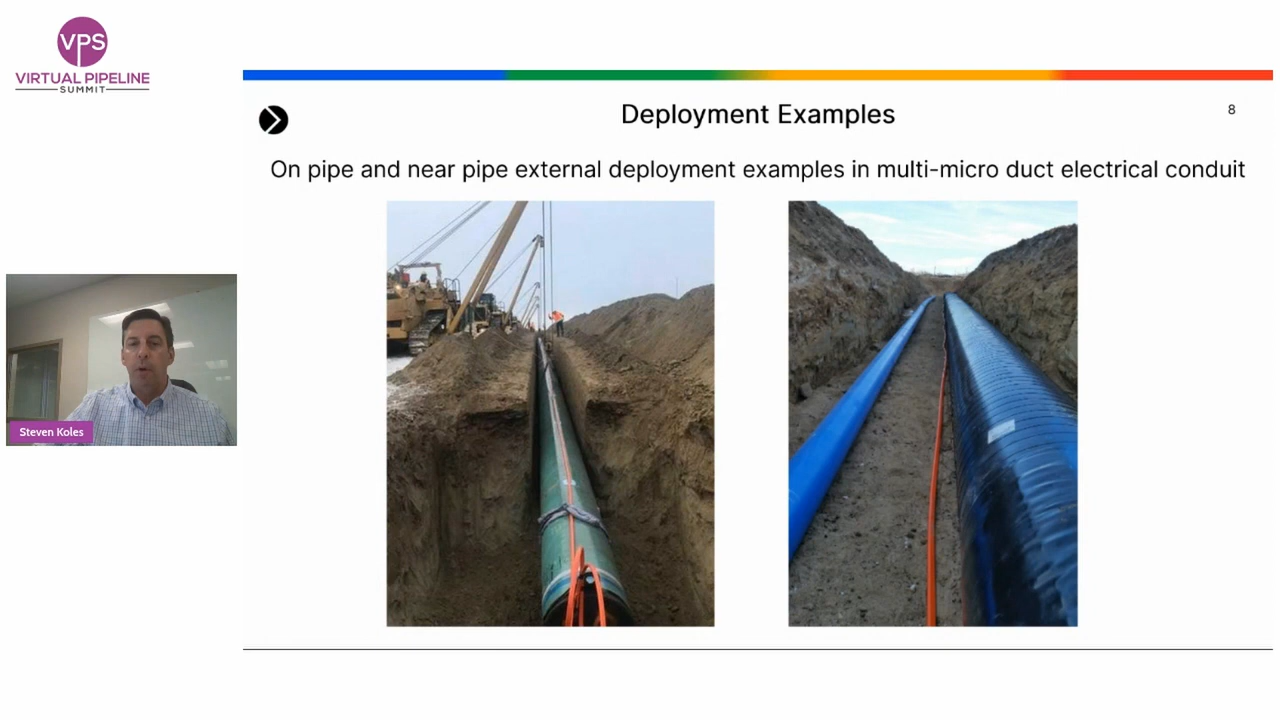 VPS
VIRTUAL PIPELINE
SUMMIT
Deployment Examples
8
On pipe and near pipe external deployment examples in multi-micro duct electrical conduit
Steven Koles